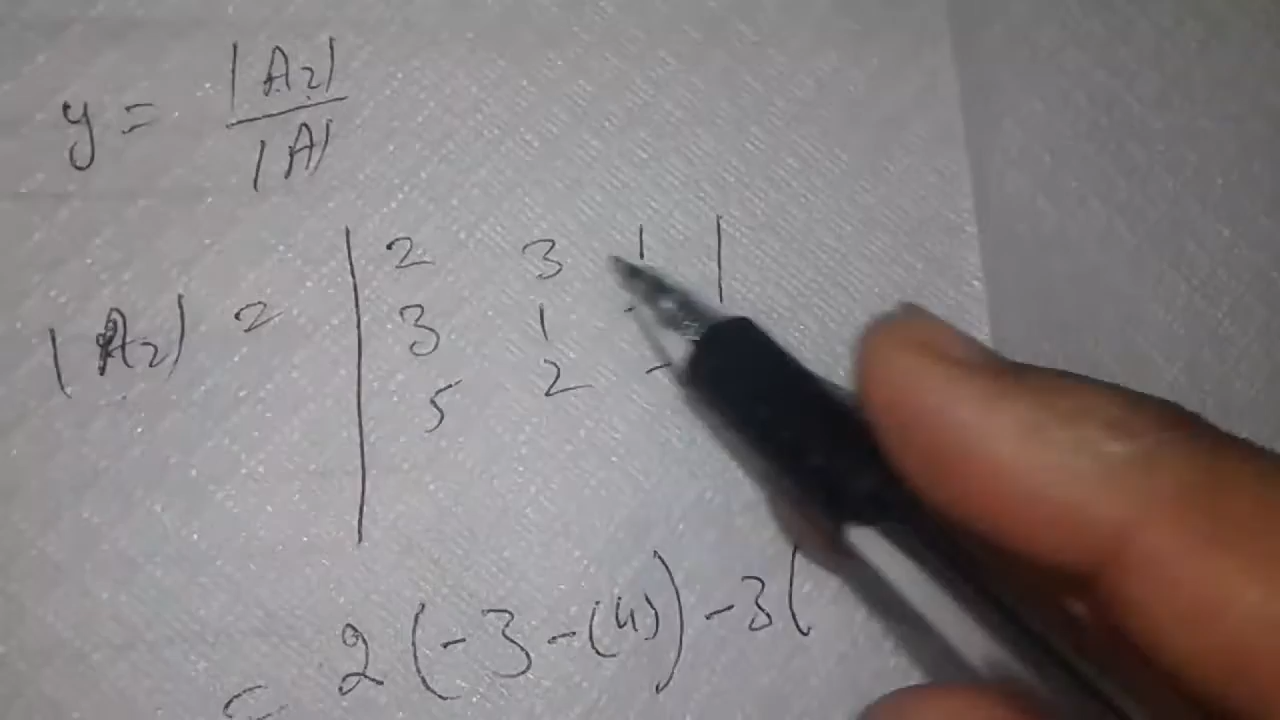 y = |A2| / |A|
|A2| = | 2 3 1 |
3 1 -
5 2 -
= 2(-3-(4))-3(